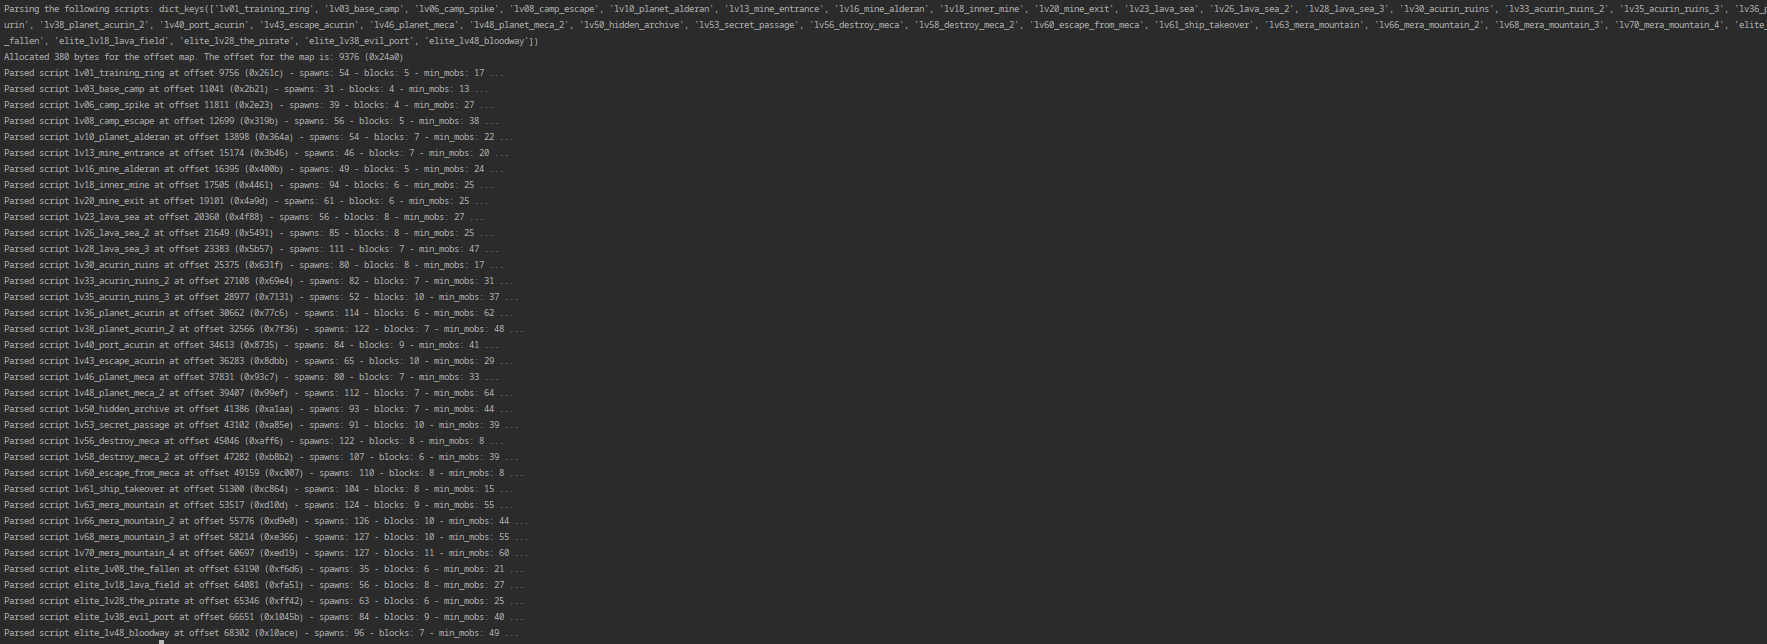 Parsing the following scripts: dict_keys(['lv01_training_ring', 'lv03_base_camp', 'lv06_camp_spike', 'lv08_camp_escape', 'lv10_planet_alderan', 'lv13_mine_entrance', 'lv16_mine_alderan', 'lv18_inner_mine', 'lv20_mine_exit', 'lv23_lava_sea', 'lv26_lava_sea_2', 'lv28_lava_sea_3', 'lv30_acurin_ruins', 'lv33_acurin_ruins_2', 'lv35_acurin_ruins_3', 'lv36_p
urin', 'lv38_planet_acurin_2', 'lv40_port_acurin', 'lv43_escape_acurin', 'lv46_planet_meca', 'lv48_planet_meca_2', 'lv50_hidden_archive', 'lv53_secret_passage', 'lv56_destroy_meca', 'lv58_destroy_meca_2', 'lv60_escape_from_meca', 'lv61_ship_takeover', 'lv63_mera_mountain', 'lv66_mera_mountain_2', 'lv68_mera_mountain_3', 'lv70_mera_mountain_4', 'elite_
_fallen', 'elite_lv18_lava_field', 'elite_lv28_the_pirate', 'elite_lv38_evil_port', 'elite_lv48_bloodway'])
Allocated 380 bytes for the offset map. The offset for the map is: 9376 (0x24a0)
Parsed script lv01_training_ring at offset 9756 (0x261c) - spawns: 54 - blocks: 5 - min_mobs: 17 ...
Parsed script lv03_base_camp at offset 11041 (0x2b21) - spawns: 31 - blocks: 4 - min_mobs: 13 ...
Parsed script lv06_camp_spike at offset 11811 (0x2e23) - spawns: 39 - blocks: 4 - min_mobs: 27 ...
Parsed script lv08_camp_escape at offset 12699 (0x319b) - spawns: 56 - blocks: 5 - min_mobs: 38 ...
Parsed script lv10_planet_alderan at offset 13898 (0x364a) - spawns: 54 - blocks: 7 - min_mobs: 22 ...
Parsed script lv13_mine_entrance at offset 15174 (0x3b46) - spawns: 46 - blocks: 7 - min_mobs: 20 ...
Parsed script lv16_mine_alderan at offset 16395 (0x400b) - spawns: 49 - blocks: 5 - min_mobs: 24 ...
Parsed script lv18_inner_mine at offset 17505 (0x4461) - spawns: 94 - blocks: 6 - min_mobs: 25 ...
Parsed script lv20_mine_exit at offset 19101 (0x4a9d) - spawns: 61 - blocks: 6 - min_mobs: 25 ...
Parsed script lv23_lava_sea at offset 20360 (0x4f88) - spawns: 56 - blocks: 8 - min_mobs: 27 ...
Parsed script lv26_lava_sea_2 at offset 21649 (0x5491) - spawns: 85 - blocks: 8 - min_mobs: 25 ...
Parsed script lv28_lava_sea_3 at offset 23383 (0x5b57) - spawns: 111 - blocks: 7 - min_mobs: 47 ...
Parsed script lv30_acurin_ruins at offset 25375 (0x631f) - spawns: 80 - blocks: 8 - min_mobs: 17 ...
Parsed script lv33_acurin_ruins_2 at offset 27108 (0x69e4) - spawns: 82 - blocks: 7 - min_mobs: 31 ...
Parsed script lv35_acurin_ruins_3 at offset 28977 (0x7131) - spawns: 52 - blocks: 10 - min_mobs: 37 ...
Parsed script lv36_planet_acurin at offset 30662 (0x77c6) - spawns: 114 - blocks: 6 - min_mobs: 62 ...
Parsed script lv38_planet_acurin_2 at offset 32566 (0x7f36) - spawns: 122 - blocks: 7 - min_mobs: 48 ...
Parsed script lv40_port_acurin at offset 34613 (0x8735) - spawns: 84 - blocks: 9 - min_mobs: 41 ...
Parsed script lv43_escape_acurin at offset 36283 (0x8dbb) - spawns: 65 - blocks: 10 - min_mobs: 29 ...
Parsed script lv46_planet_meca at offset 37831 (0x93c7) - spawns: 80 - blocks: 7 - min_mobs: 33 ...
Parsed script lv48_planet_meca_2 at offset 39407 (0x99ef) - spawns: 112 - blocks: 7 - min_mobs: 64 ...
Parsed script lv50_hidden_archive at offset 41386 (0xa1aa) - spawns: 93 - blocks: 7 - min_mobs: 44 ...
Parsed script lv53_secret_passage at offset 43102 (0xa85e) - spawns: 91 - blocks: 10 - min_mobs: 39 ...
Parsed script lv56_destroy_meca at offset 45046 (0xaff6) - spawns: 122 - blocks: 8 - min_mobs: 8 ...
Parsed script lv58_destroy_meca_2 at offset 47282 (0xb8b2) - spawns: 107 - blocks: 6 - min_mobs: 39 ...
Parsed script lv60_escape_from_meca at offset 49159 (0xc007) - spawns: 110 - blocks: 8 - min_mobs: 8 ...
Parsed script lv61_ship_takeover at offset 51300 (0xc864) - spawns: 104 - blocks: 8 - min_mobs: 15 ...
Parsed script lv63_mera_mountain at offset 53517 (0xd10d) - spawns: 124 - blocks: 9 - min_mobs: 55 ...
Parsed script lv66_mera_mountain_2 at offset 55776 (0xd9e0) - spawns: 126 - blocks: 10 - min_mobs: 44 ...
Parsed script lv68_mera_mountain_3 at offset 58214 (0xe366) - spawns: 127 - blocks: 10 - min_mobs: 55 ...
Parsed script lv70_mera_mountain_4 at offset 60697 (0xed19) - spawns: 127 - blocks: 11 - min_mobs: 60 ...
Parsed script elite_lv08_the_fallen at offset 63190 (0xf6d6) - spawns: 35 - blocks: 6 - min_mobs: 21 ...
Parsed script elite_lv18_lava_field at offset 64081 (0xfa51) - spawns: 56 - blocks: 8 - min_mobs: 27 ...
Parsed script elite_lv28_the_pirate at offset 65346 (0xff42) - spawns: 63 - blocks: 6 - min_mobs: 25 ...
Parsed script elite_lv38_evil_port at offset 66651 (0x1045b) - spawns: 84 - blocks: 9 - min_mobs: 40 ...
Parsed script elite_lv48_bloodway at offset 68302 (0x10ace) - spawns: 96 - blocks: 7 - min_mobs: 49 ...